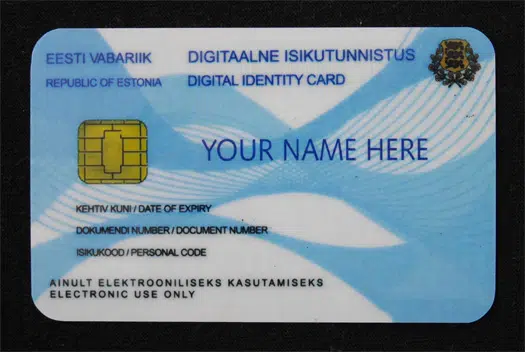 EESTI VABARIIK DIGITAALNE ISIKUTUNNISTUS
REPUBLIC OF ESTONIA DIGITAL IDENTITY CARD
YOUR NAME HERE
KEHTIV KUNI / DATE OF EXPIRY
DOKUMENDI NUMBER / DOCUMENT NUMBER
ISIKUKOOD / PERSONAL CODE
AINULT ELEKTROONILISEKS KASUTAMISEKS
ELECTRONIC USE ONLY